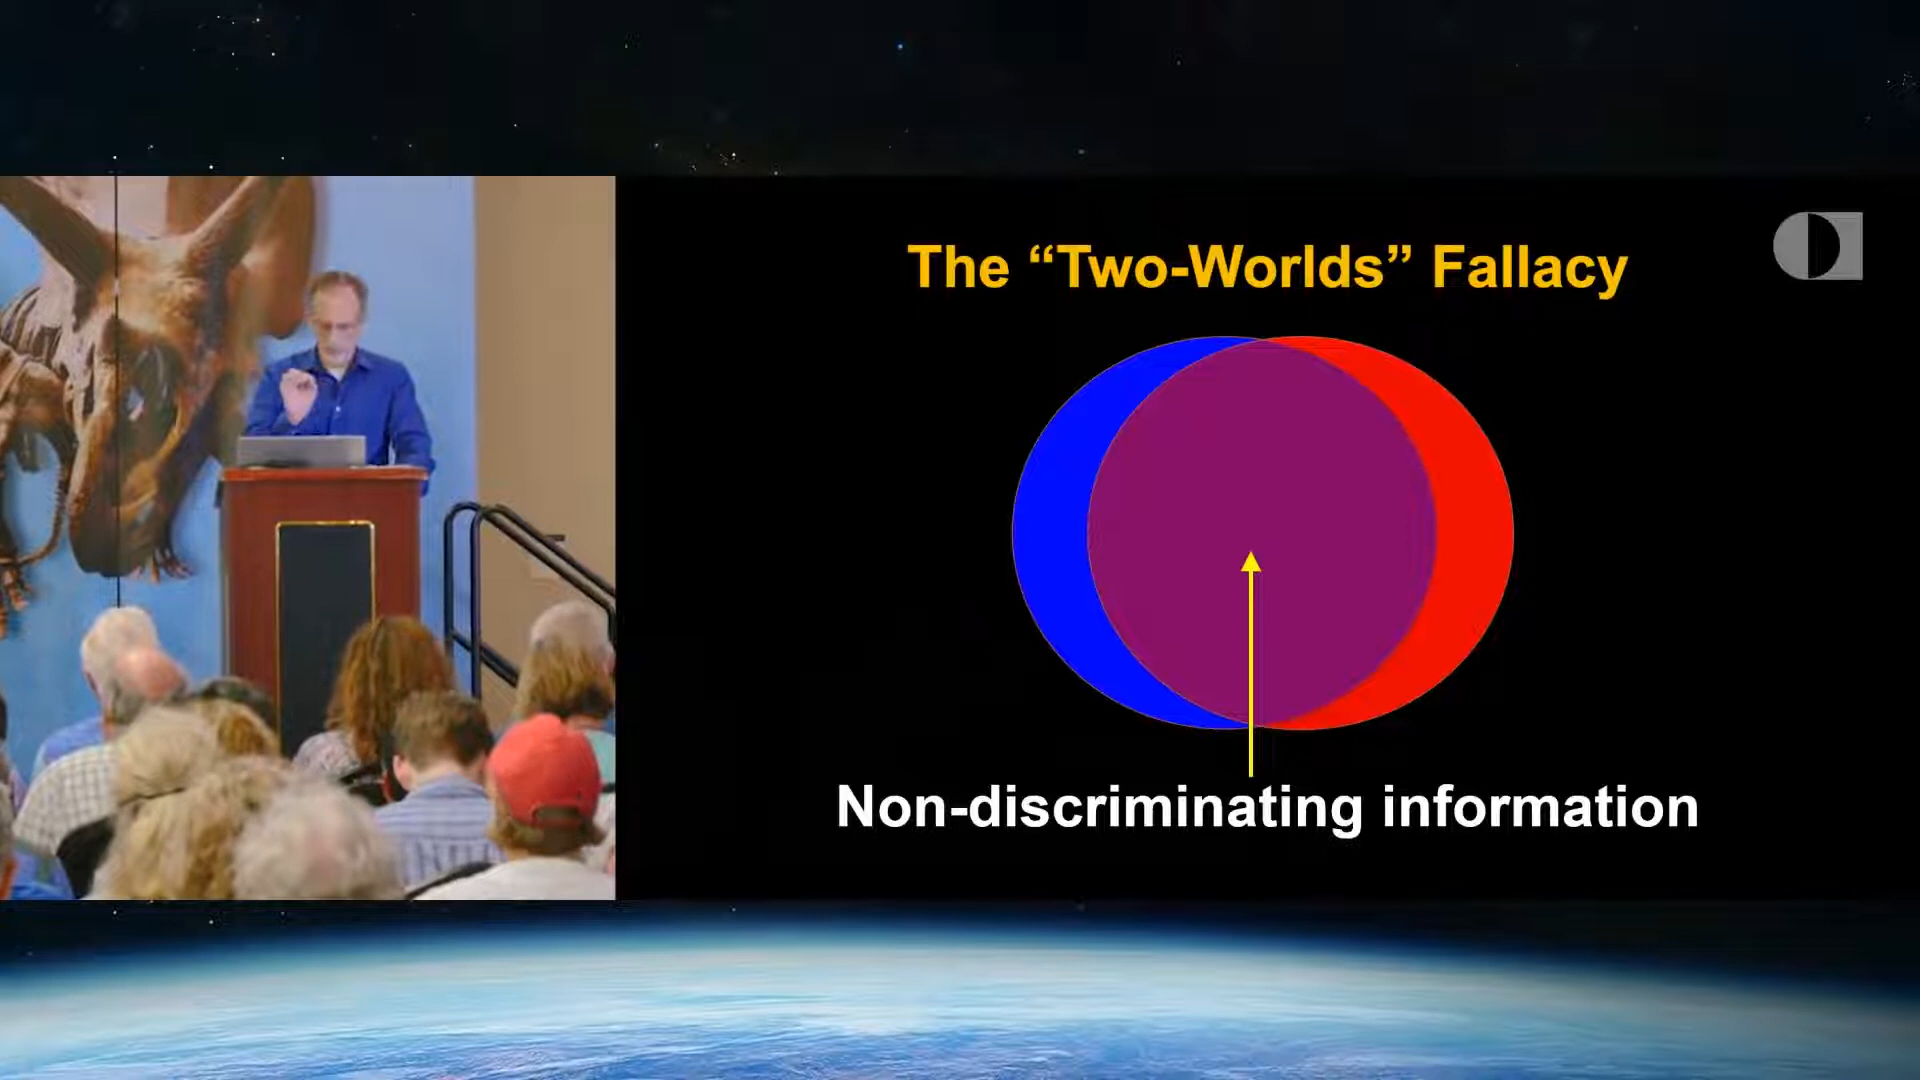 The “Two-Worlds” Fallacy
Non-discriminating information